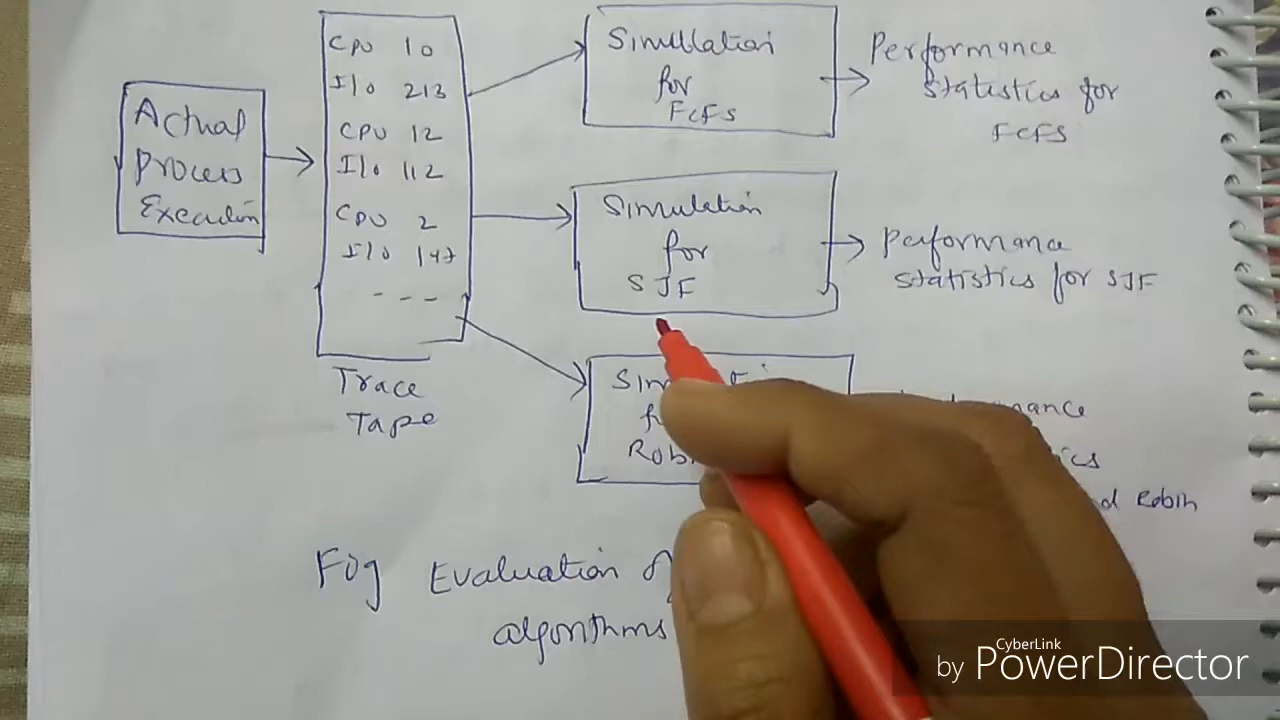 Actual
Process
Execution
CPU 10
I/O 213
CPU 12
I/O 112
CPU 2
I/O 147
---
Trace
Tape
Simulation
for
FCFS
Performance
statistics for
FCFS
Simulation
for
SJF
Performance
statistics for SJF
Robin
Fig Evaluation of
algorithms
CyberLink
by PowerDirector